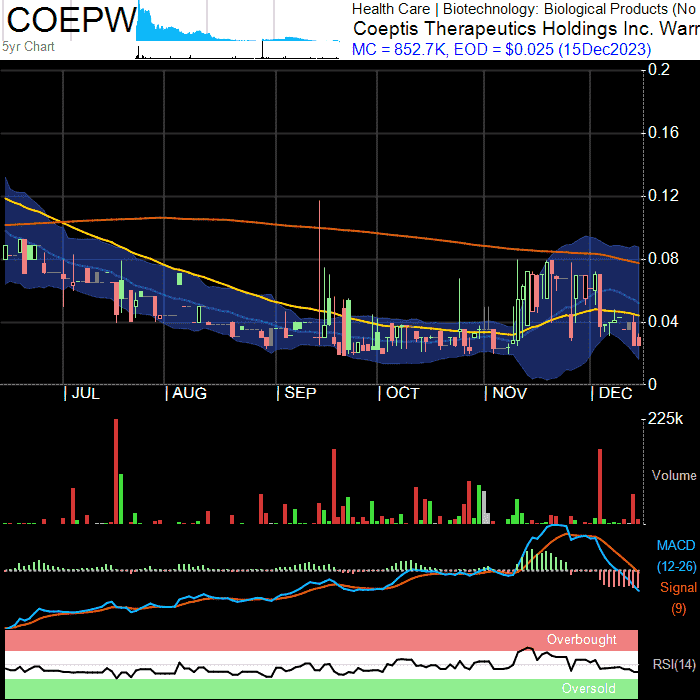 COEPW
5yr Chart
Health Care | Biotechnology: Biological Products (No
Coeptis Therapeutics Holdings Inc. Warr
MC = 852.7K, EOD = $0.025 (15Dec2023)
0.2
0.16
0.12
0.08
0.04
0
| JUL | AUG | SEP | OCT | NOV | DEC
225k
Volume
MACD
(12-26)
Signal
(9)
Overbought
RSI(14)
Oversold